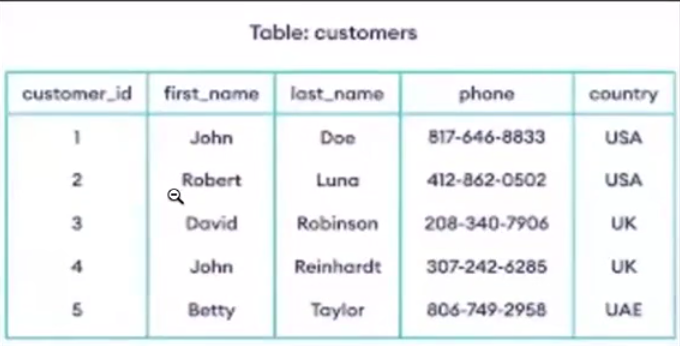 Table: customers
customer_id first_name last_name phone country
1 John Doe 817-646-8833 USA
2 Robert Luna 412-862-0502 USA
3 David Robinson 208-340-7906 UK
4 John Reinhardt 307-242-6285 UK
5 Betty Taylor 806-749-2958 UAE